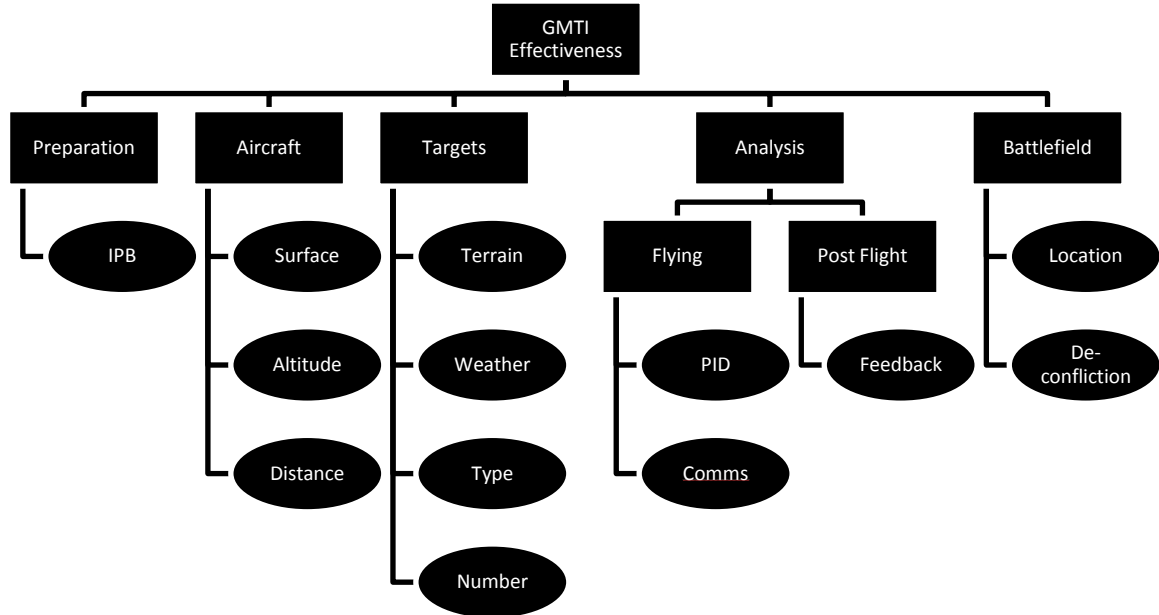 GMTI
Effectiveness
Preparation
Aircraft
Targets
Analysis
Battlefield
IPB
Surface
Terrain
Flying
Post Flight
Location
Altitude
Weather
PID
Feedback
De-
confliction
Distance
Type
Comms
Number